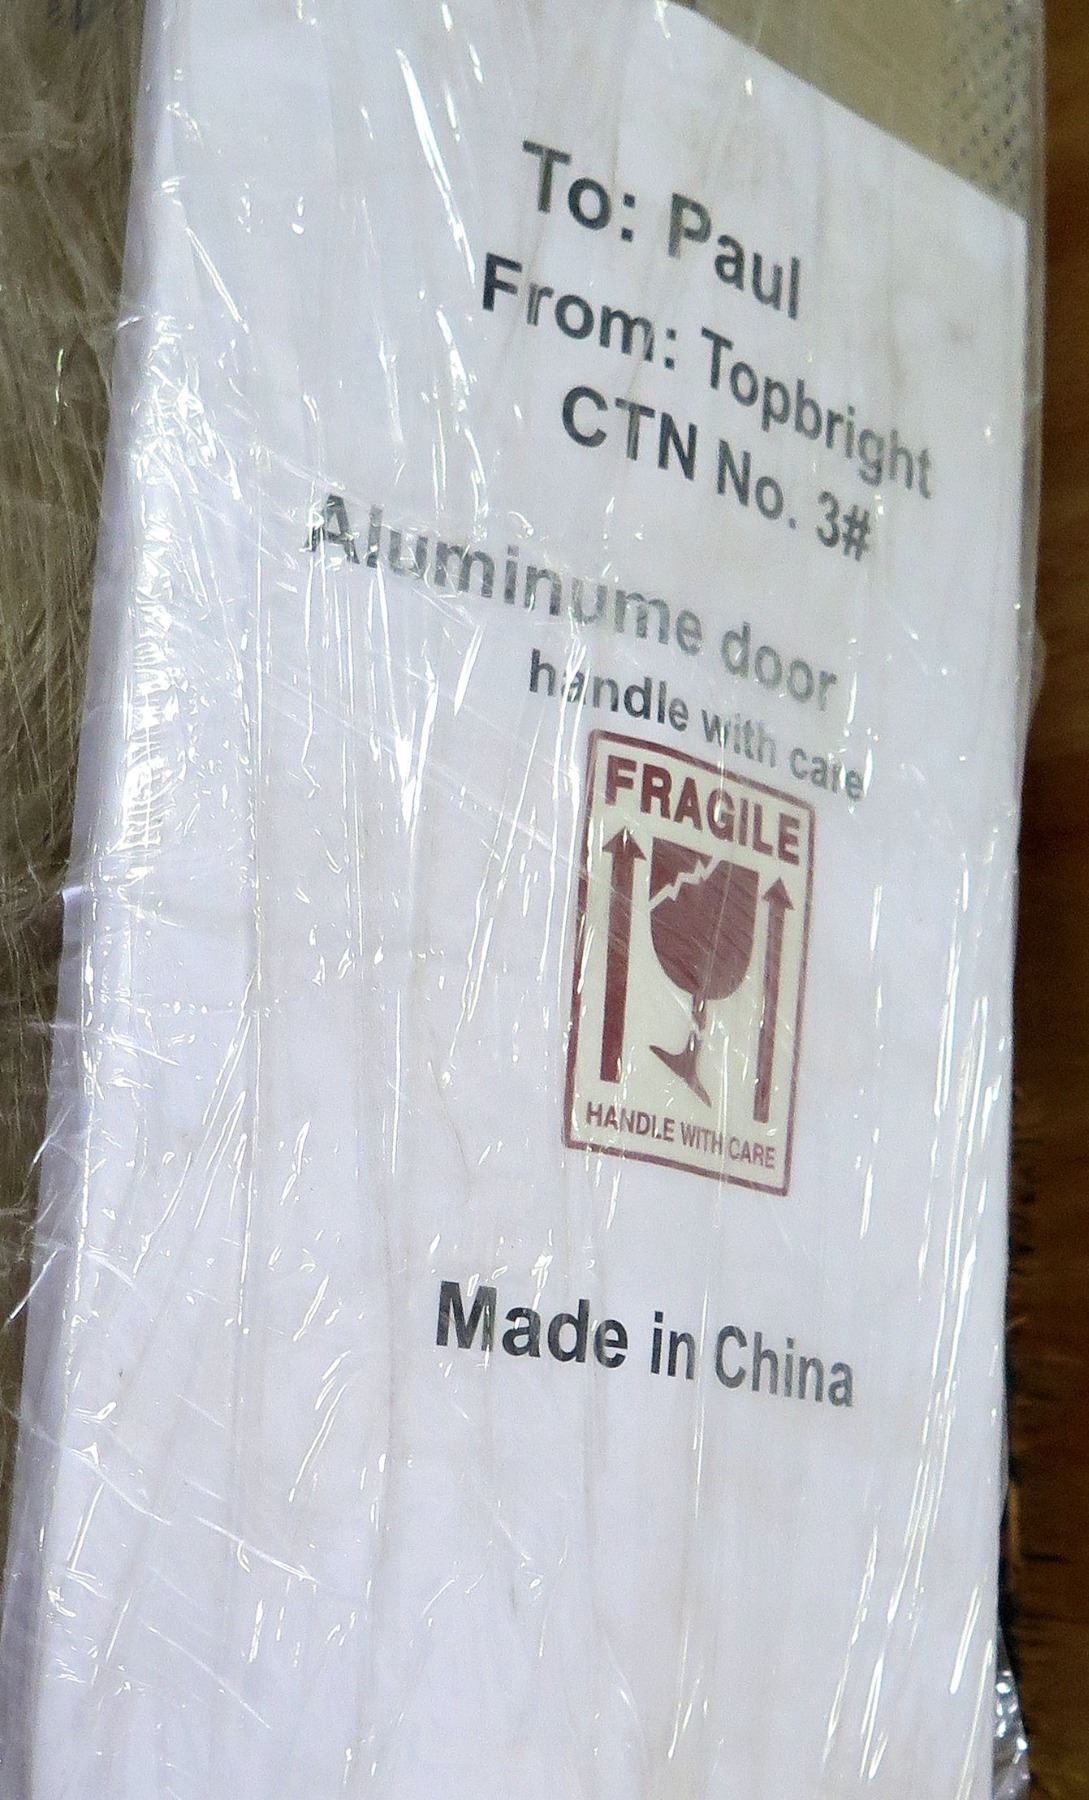 To: Paul
From: Topbright
CTN No. 3#
Aluminume door
handle with care
FRAGILE
HANDLE WITH CARE
Made in China